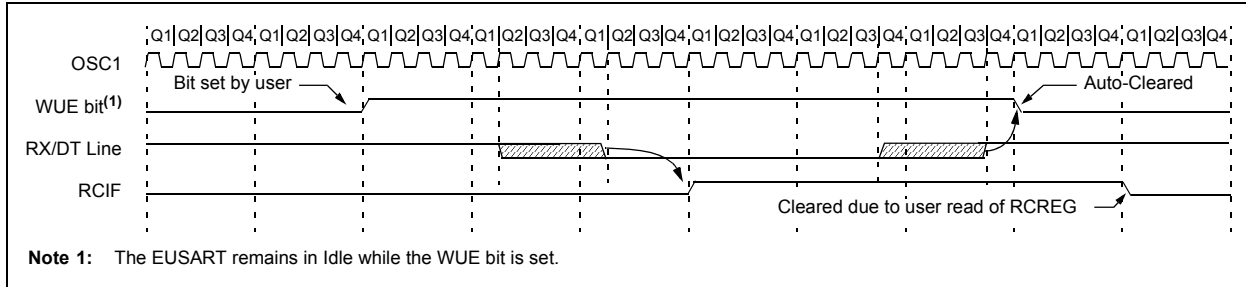 Q1 Q2 Q3 Q4 Q1 Q2 Q3 Q4 Q1 Q2 Q3 Q4 Q1 Q2 Q3 Q4 Q1 Q2 Q3 Q4 Q1 Q2 Q3 Q4 Q1 Q2 Q3 Q4 Q1 Q2 Q3 Q4 Q1 Q2 Q3 Q4 Q1 Q2 Q3 Q4
OSC1
Bit set by user
Auto-Cleared
WUE bit(1)
RX/DT Line
RCIF
Cleared due to user read of RCREG
Note 1: The EUSART remains in Idle while the WUE bit is set.